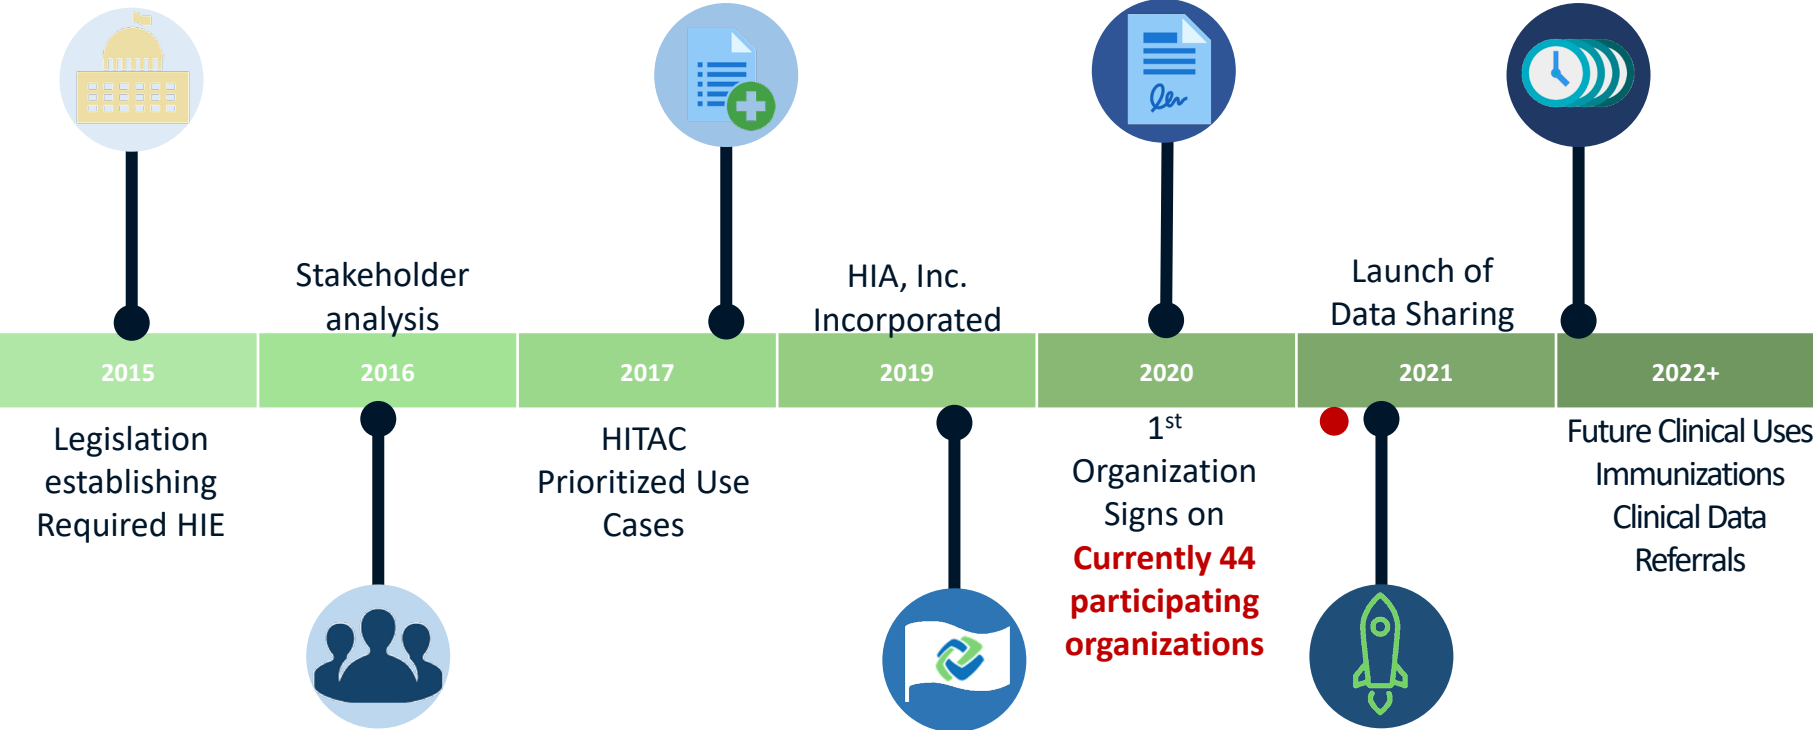 Stakeholder
analysis
HIA, Inc.
Incorporated
Launch of
Data Sharing
2015
2016
2017
2019
2020
2021
2022+
Legislation
establishing
Required HIE
HITAC
Prioritized Use
Cases
1st
Organization
Signs on
Currently 44
participating
organizations
Future Clinical Uses
Immunizations
Clinical Data
Referrals